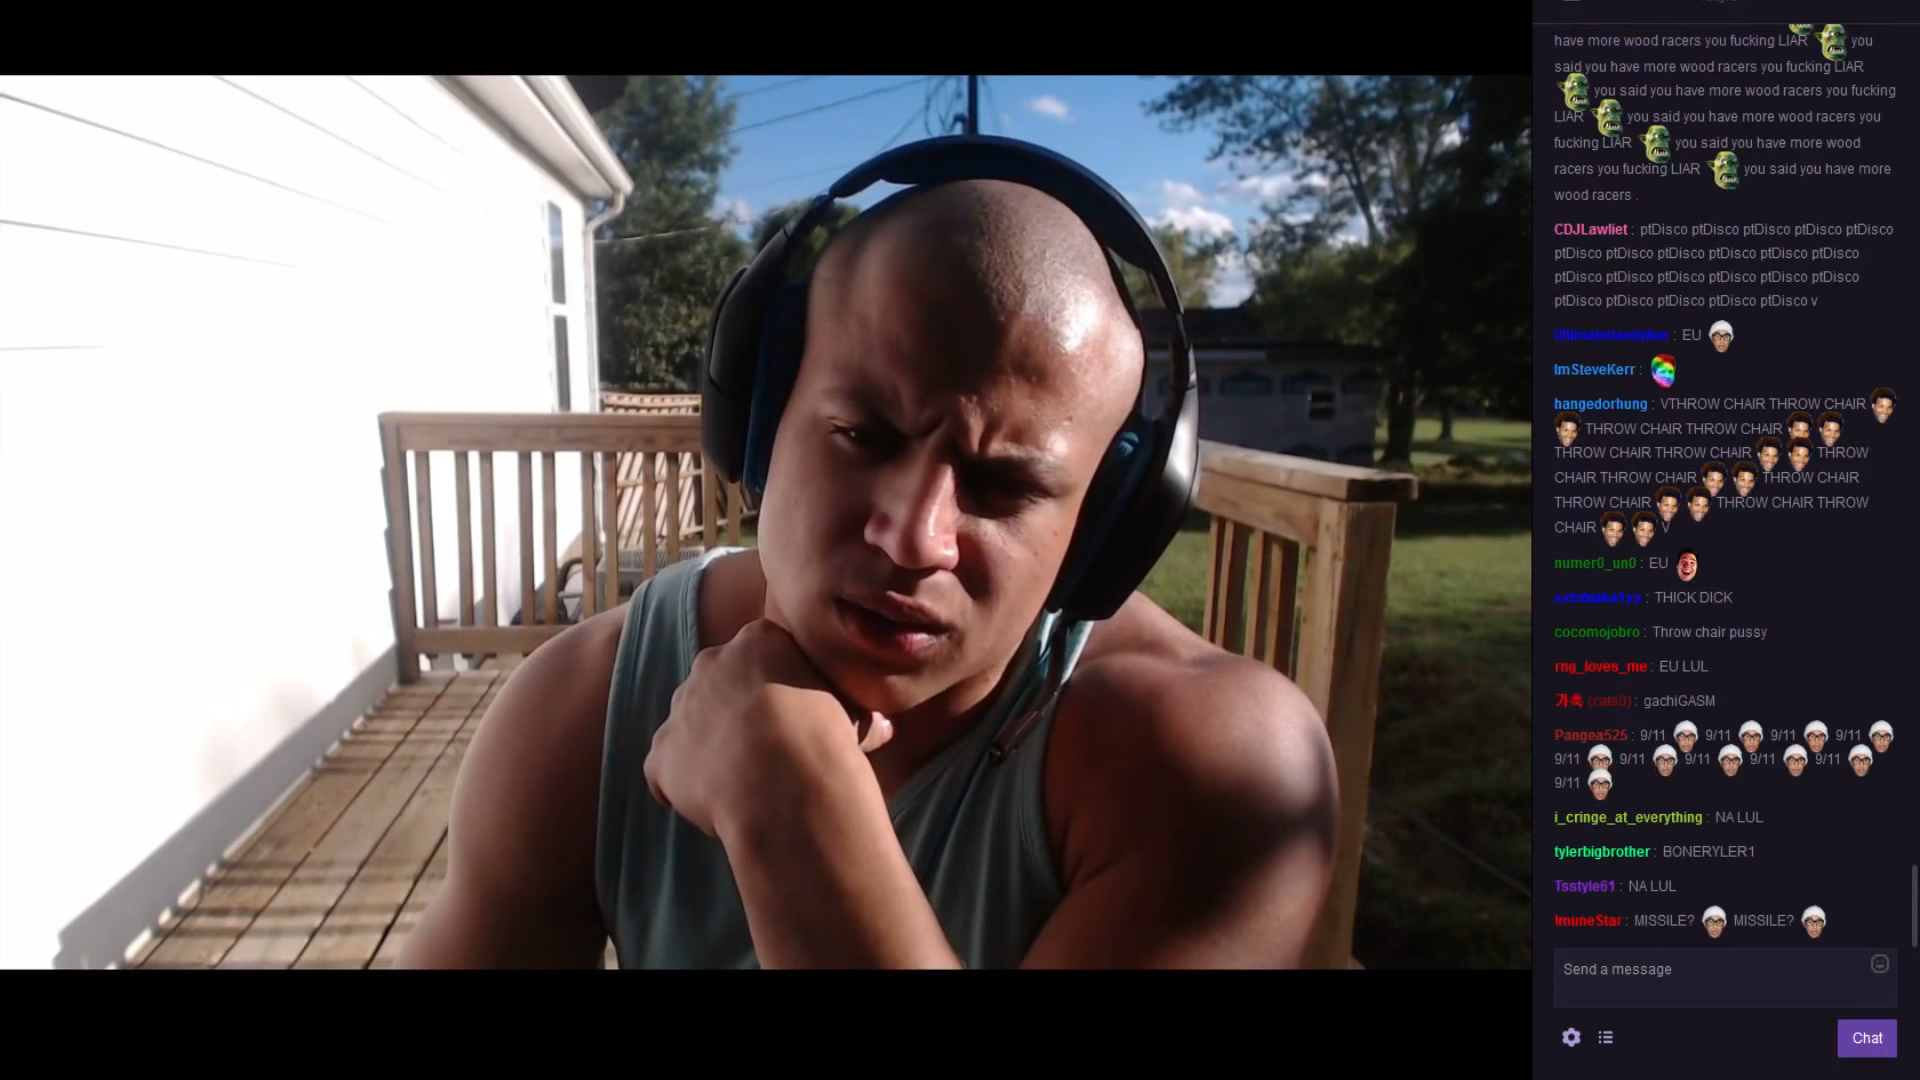 have more wood racers you fucking LIAR you
said you have more wood racers you fucking LIAR
you said you have more wood racers you fucking
LIAR you said you have more wood racers you
fucking LIAR you said you have more wood
racers you fucking LIAR you said you have more
wood racers .
CDJLawliet : ptDisco ptDisco ptDisco ptDisco ptDisco
ptDisco ptDisco ptDisco ptDisco ptDisco ptDisco
ptDisco ptDisco ptDisco ptDisco ptDisco ptDisco
ptDisco ptDisco ptDisco ptDisco ptDisco v
Ultimatedandylion : EU
ImSteveKerr :
hangedorhung : VTHROW CHAIR THROW CHAIR
THROW CHAIR THROW CHAIR
THROW CHAIR THROW CHAIR THROW
CHAIR THROW CHAIR THROW CHAIR
THROW CHAIR THROW CHAIR THROW
CHAIR V
numer0_un0 : EU
: THICK DICK
cocomojobro : Throw chair pussy
rng_loves_me : EU LUL
가축 (cats0) : gachiGASM
Pangea525 : 9/11 9/11 9/11 9/11
9/11 9/11 9/11 9/11 9/11
9/11
i_cringe_at_everything : NA LUL
tylerbigbrother : BONERYLER1
Tsstyle61 : NA LUL
ImuneStar : MISSILE? MISSILE?
Send a message
Chat